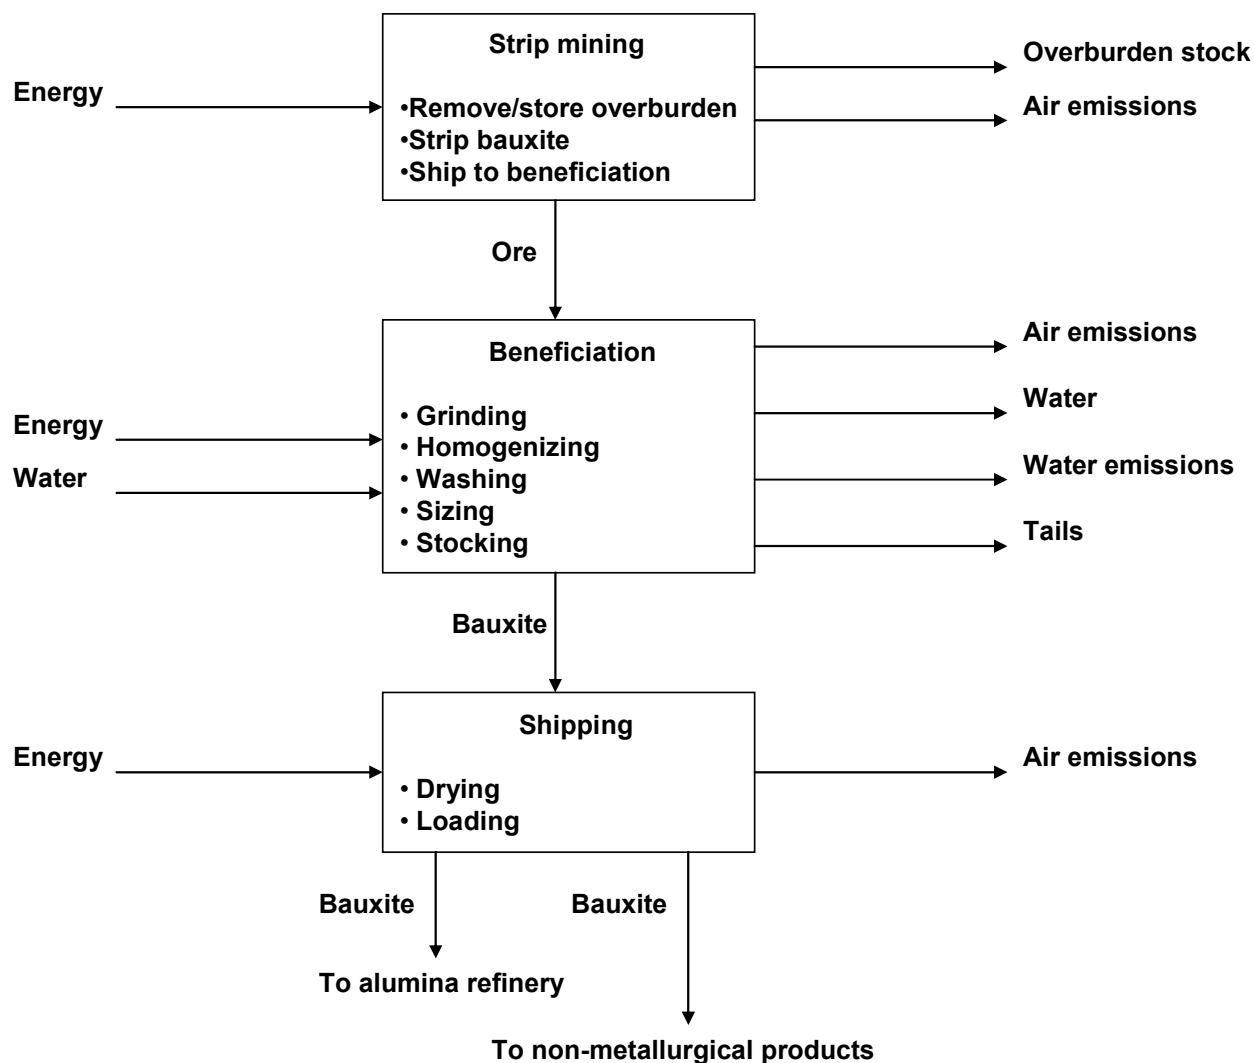 Strip mining
Overburden stock
Energy
•Remove/store overburden
Air emissions
•Strip bauxite
•Ship to beneficiation
Ore
Beneficiation
Air emissions
Energy
• Grinding
Water
• Homogenizing
Water
• Washing
Water emissions
• Sizing
• Stocking
Tails
Bauxite
Shipping
Energy
Air emissions
• Drying
• Loading
Bauxite
Bauxite
To alumina refinery
To non-metallurgical products